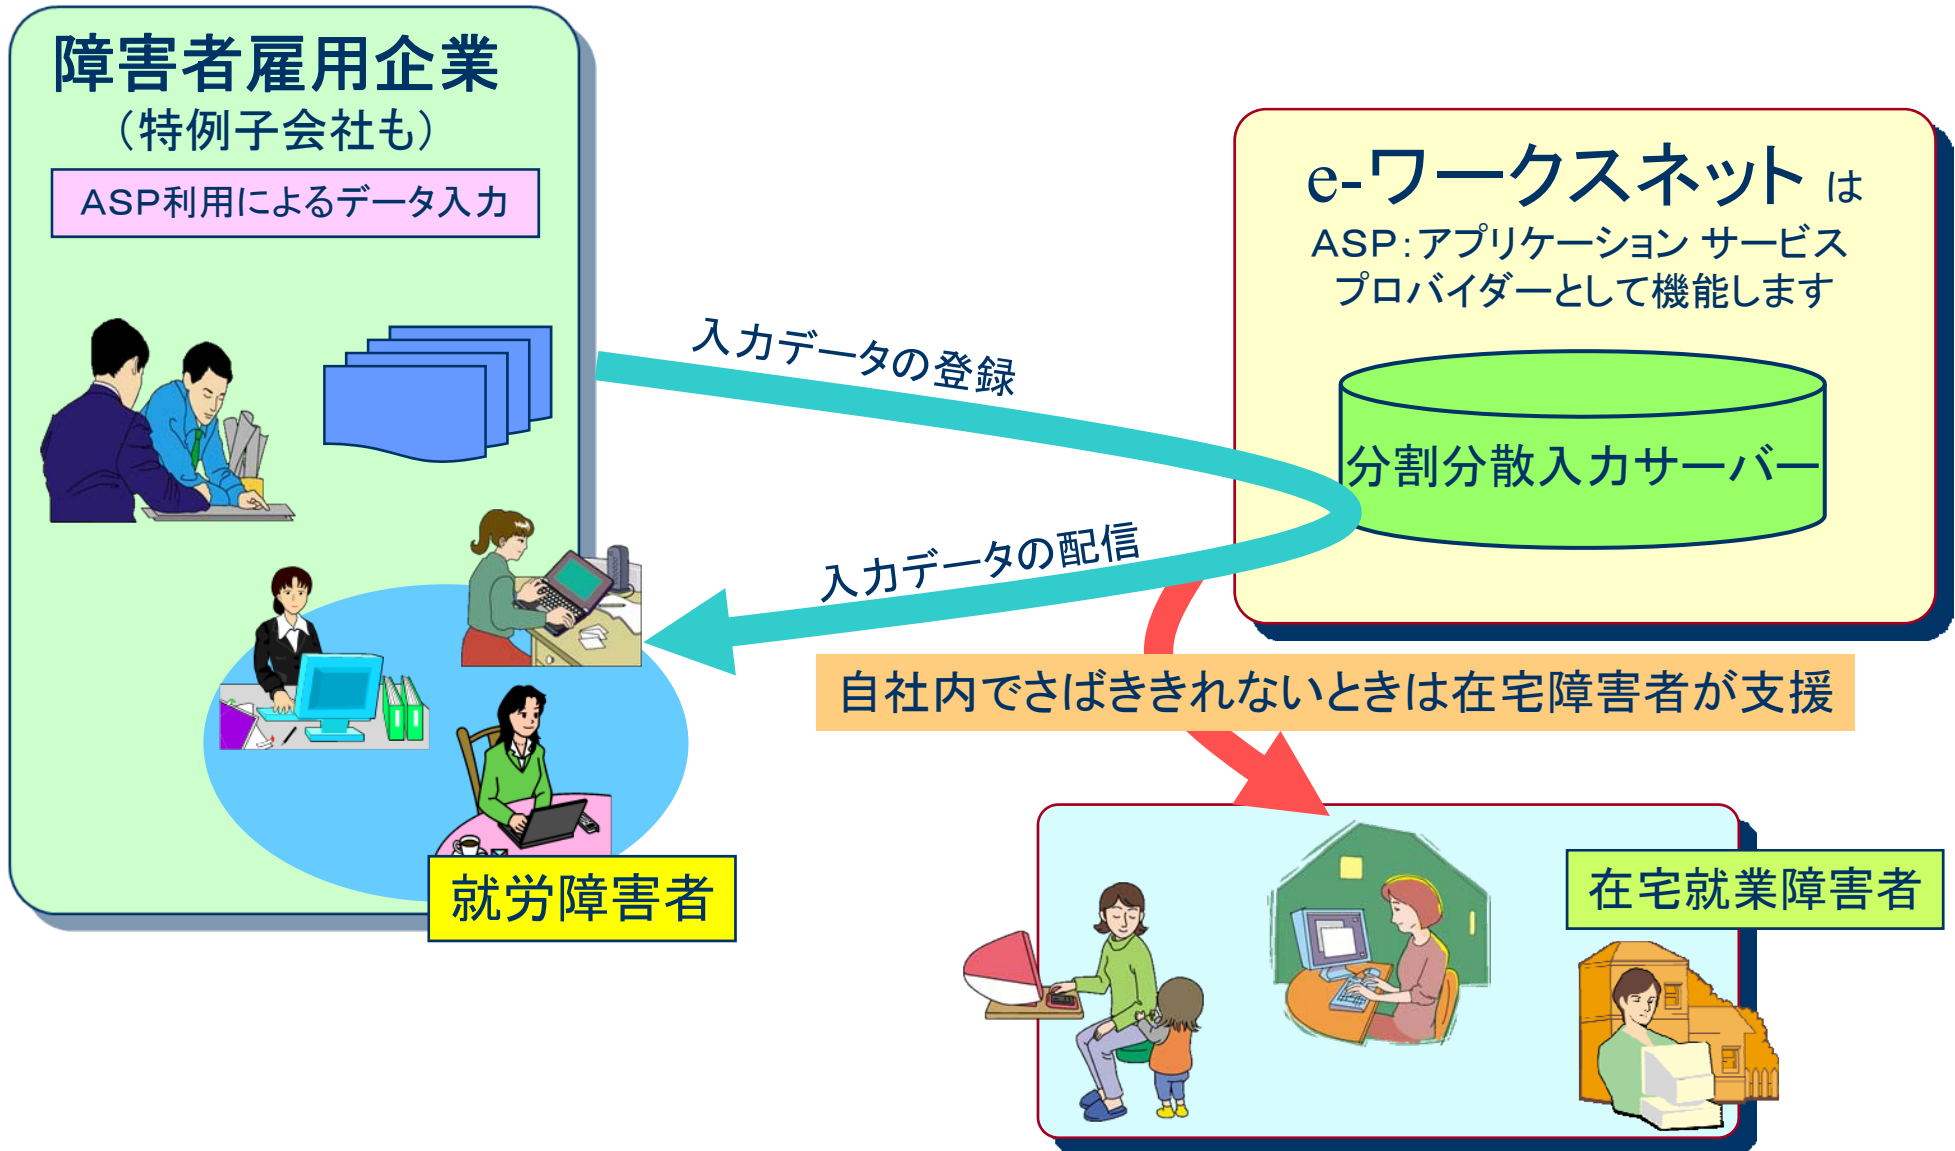 障害者雇用企業
（特例子会社も）
ＡＳＰ利用によるデータ入力
入力データの登録
入力データの配信
就労障害者
e-ワークスネット は
ＡＳＰ：アプリケーション サービス
プロバイダーとして機能します
分割分散入力サーバー
自社内でさばききれないときは在宅障害者が支援
在宅就業障害者